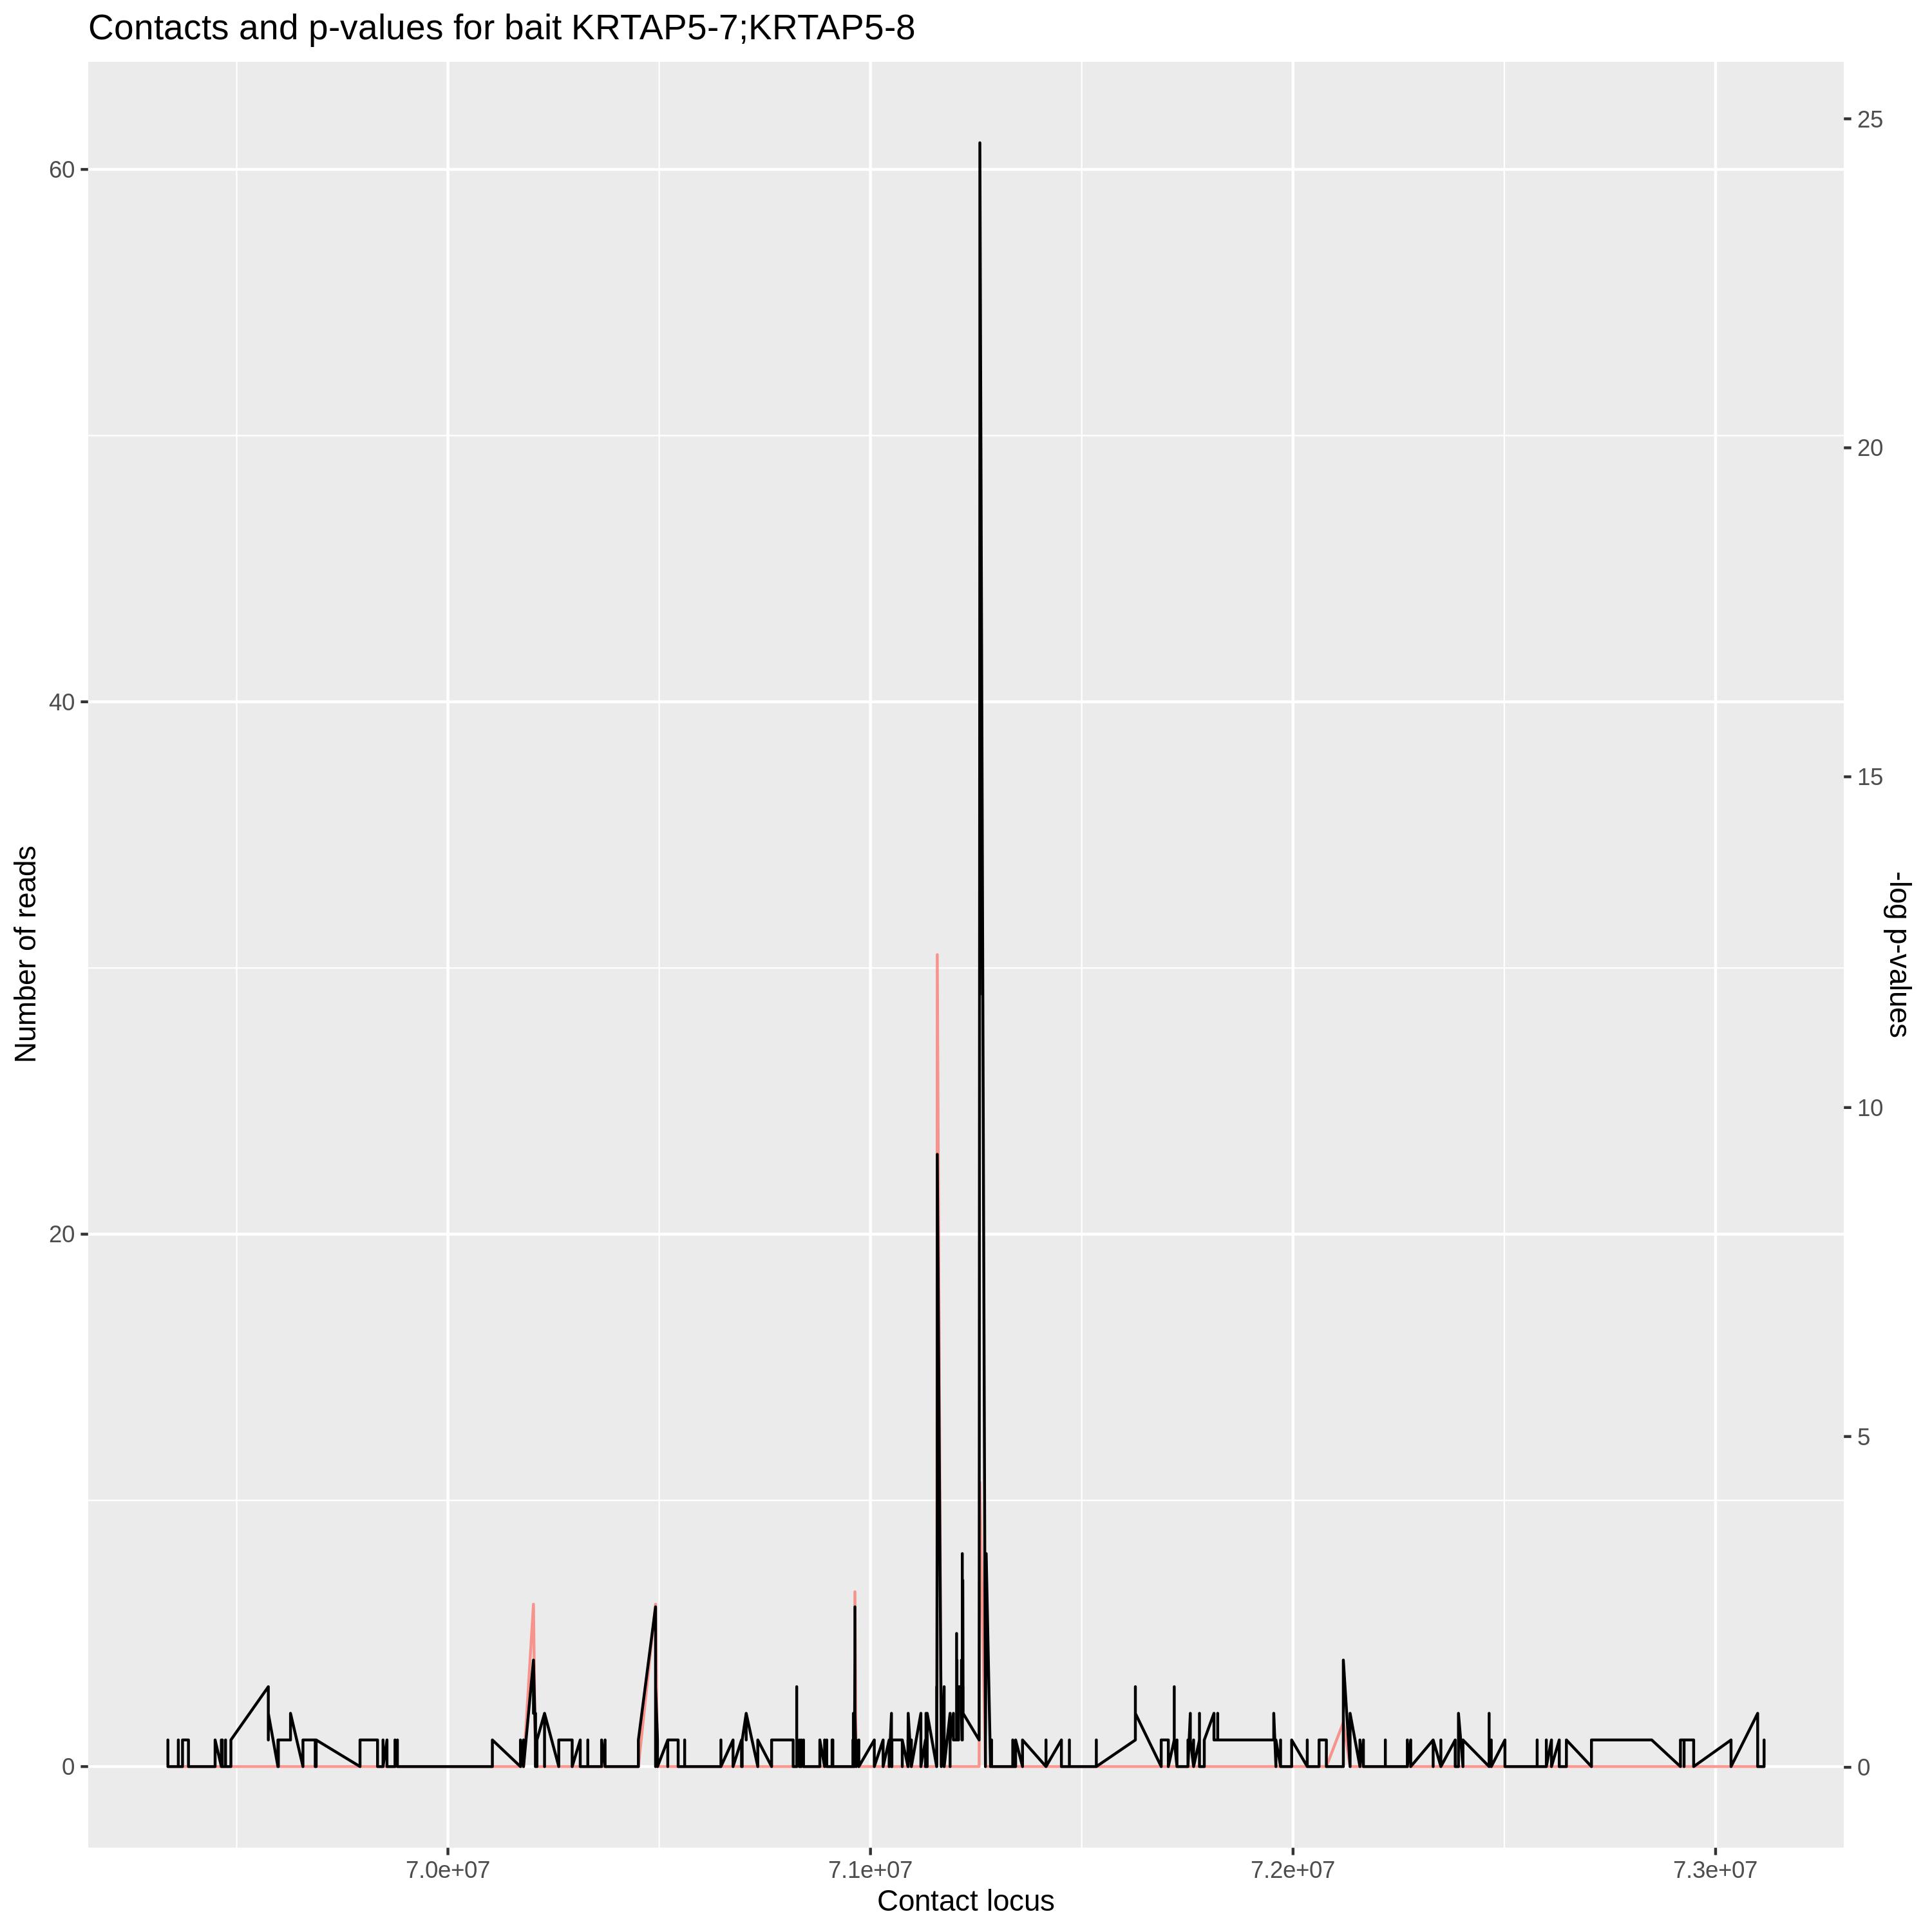 Contacts and p-values for bait KRTAP5-7;KRTAP5-8
60
40
20
0
Number of reads
25
20
15
10
5
0
-log p-values
7.0e+07
7.1e+07
7.2e+07
7.3e+07
Contact locus